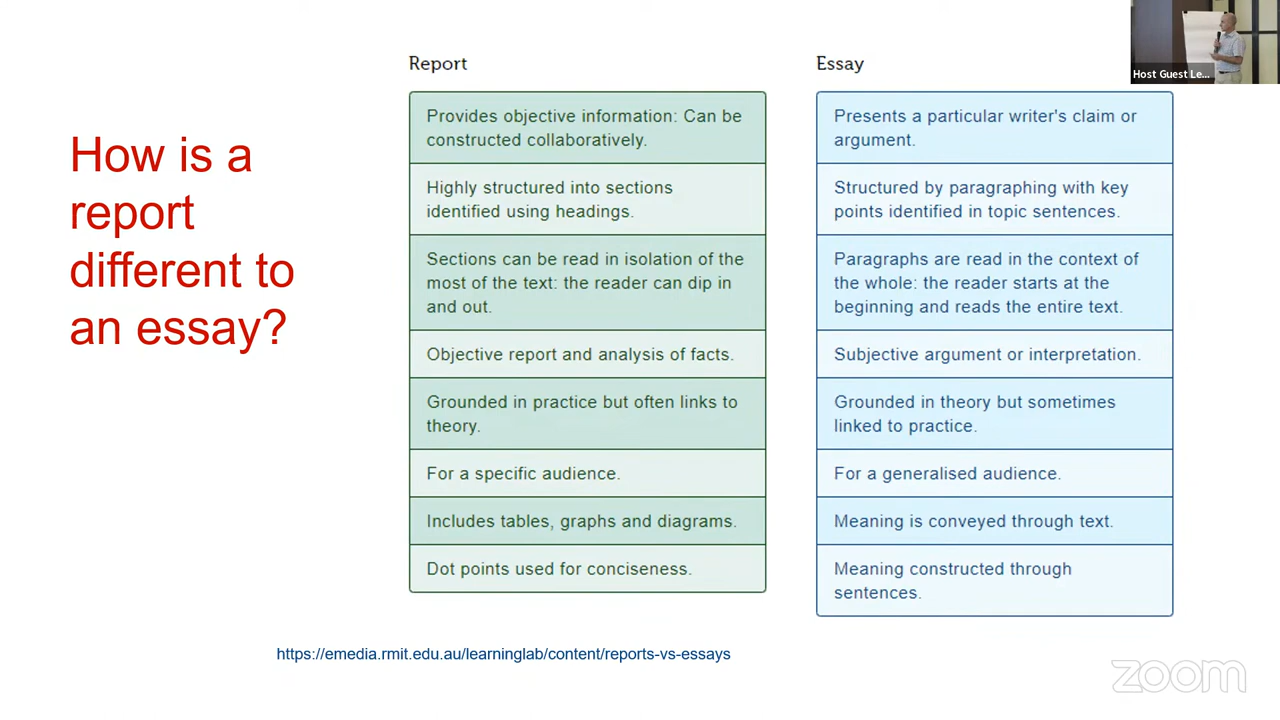 Host Guest Le...
How is a
report
different to
an essay?
Report
Provides objective information: Can be
constructed collaboratively.
Highly structured into sections
identified using headings.
Sections can be read in isolation of the
most of the text: the reader can dip in
and out.
Objective report and analysis of facts.
Grounded in practice but often links to
theory.
For a specific audience.
Includes tables, graphs and diagrams.
Dot points used for conciseness.
Essay
Presents a particular writer's claim or
argument.
Structured by paragraphing with key
points identified in topic sentences.
Paragraphs are read in the context of
the whole: the reader starts at the
beginning and reads the entire text.
Subjective argument or interpretation.
Grounded in theory but sometimes
linked to practice.
For a generalised audience.
Meaning is conveyed through text.
Meaning constructed through
sentences.
https://emedia.rmit.edu.au/learninglab/content/reports-vs-essays
zoom